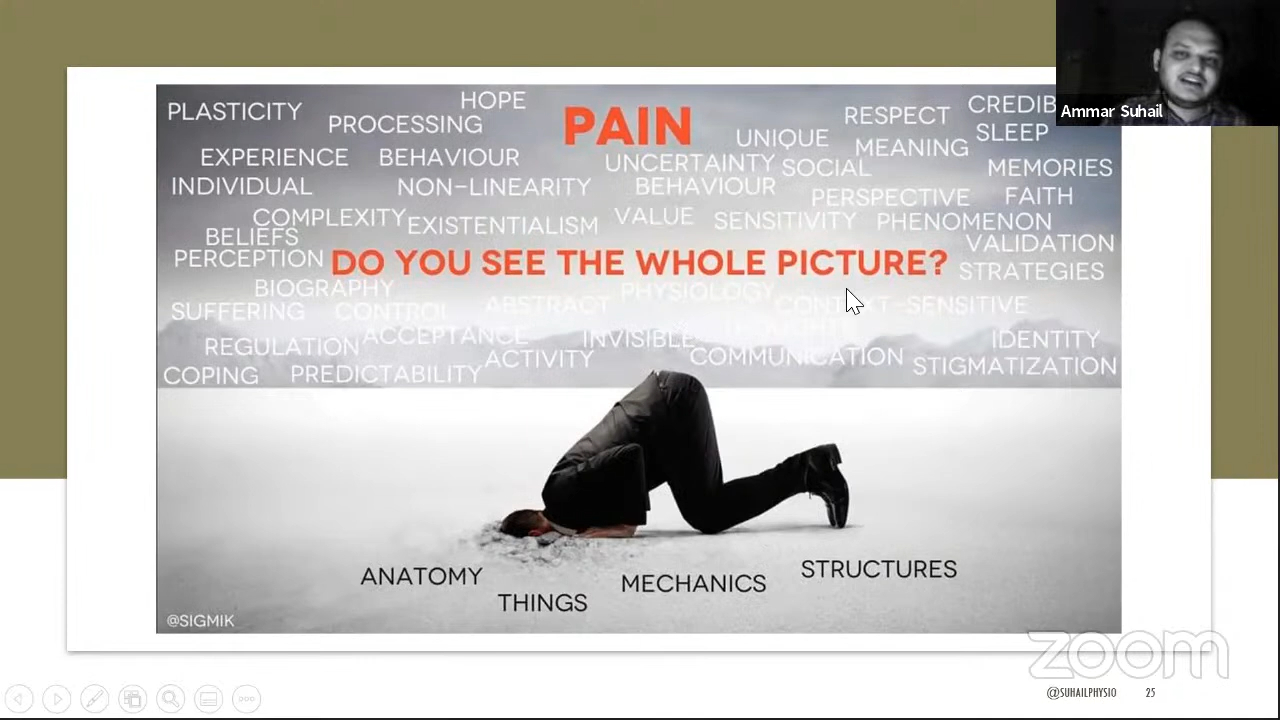 PLASTICITY
HOPE
PROCESSING
PAIN
UNIQUE
RESPECT
CREDIB
SLEEP
EXPERIENCE
BEHAVIOUR
UNCERTAINTY
SOCIAL
MEANING
MEMORIES
INDIVIDUAL
NON-LINEARITY
BEHAVIOUR
PERSPECTIVE
FAITH
COMPLEXITY
EXISTENTIALISM
VALUE
SENSITIVITY
PHENOMENON
BELIEFS
VALIDATION
PERCEPTION
DO YOU SEE THE WHOLE PICTURE?
STRATEGIES
BIOGRAPHY
PHYSIOLOGY
SUFFERING
CONTROL
ABSTRACT
CONTEXT-SENSITIVE
ACCEPTANCE
INVISIBLE
IDENTITY
REGULATION
ACTIVITY
COMMUNICATION
STIGMATIZATION
COPING
PREDICTABILITY
ANATOMY
THINGS
MECHANICS
STRUCTURES
@SIGMIK
Ammar Suhail
zoom
@SUHAILPHYSIO 25